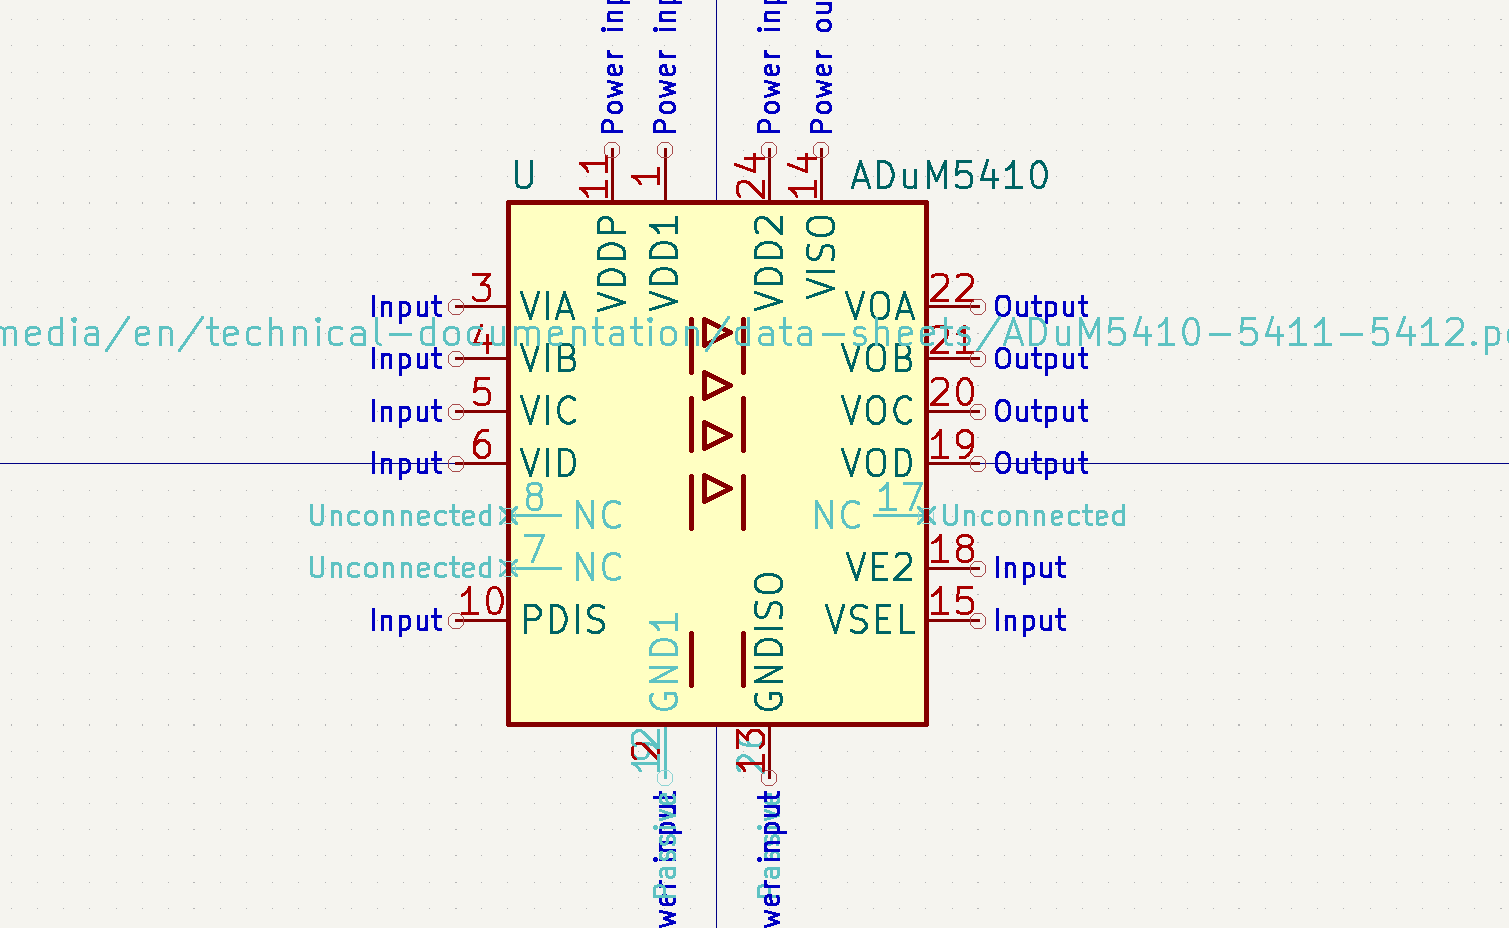 Power inp
Power inp
Power inp
Power ou
11
1
24
14
U
ADuM5410
VDDP
VDD1
VDD2
VISO
3
VIA
Input
22
VOA
Output
media/en/technical-documentation/data-sheets/ADuM5410-5411-5412.p
4
VIB
Input
21
VOB
Output
5
VIC
Input
20
VOC
Output
6
VID
Input
19
VOD
Output
Unconnected
8
NC
NC
17
Unconnected
Unconnected
7
NC
VE2
18
Input
Input
10
PDIS
VSEL
15
Input
GND1
GNDISO
2
13
wer input
Passive
wer input
Passive